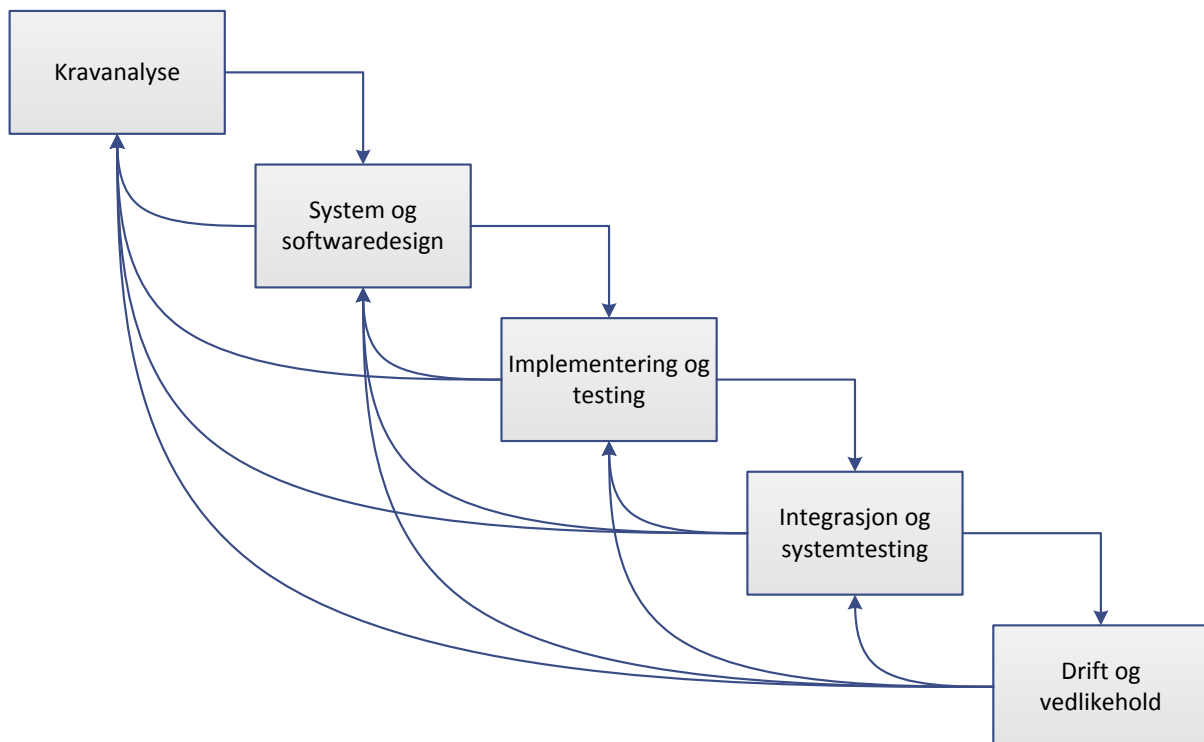 Kravanalyse
System og
softwaredesign
Implementering og
testing
Integrasjon og
systemtesting
Drift og
vedlikehold